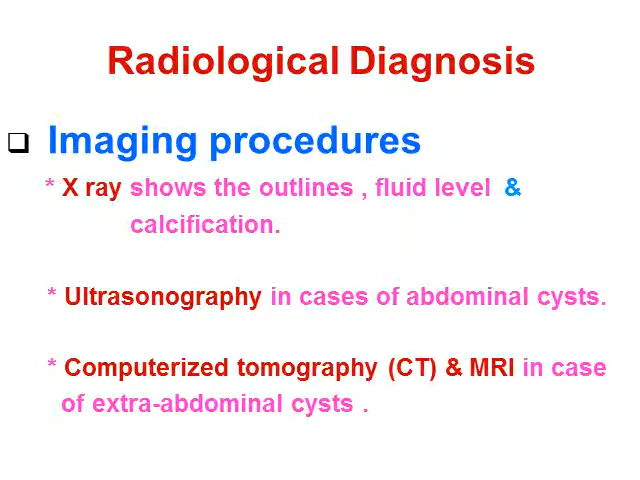 Radiological Diagnosis
❑ Imaging procedures
* X ray shows the outlines , fluid level &
calcification.
* Ultrasonography in cases of abdominal cysts.
* Computerized tomography (CT) & MRI in case
of extra-abdominal cysts .